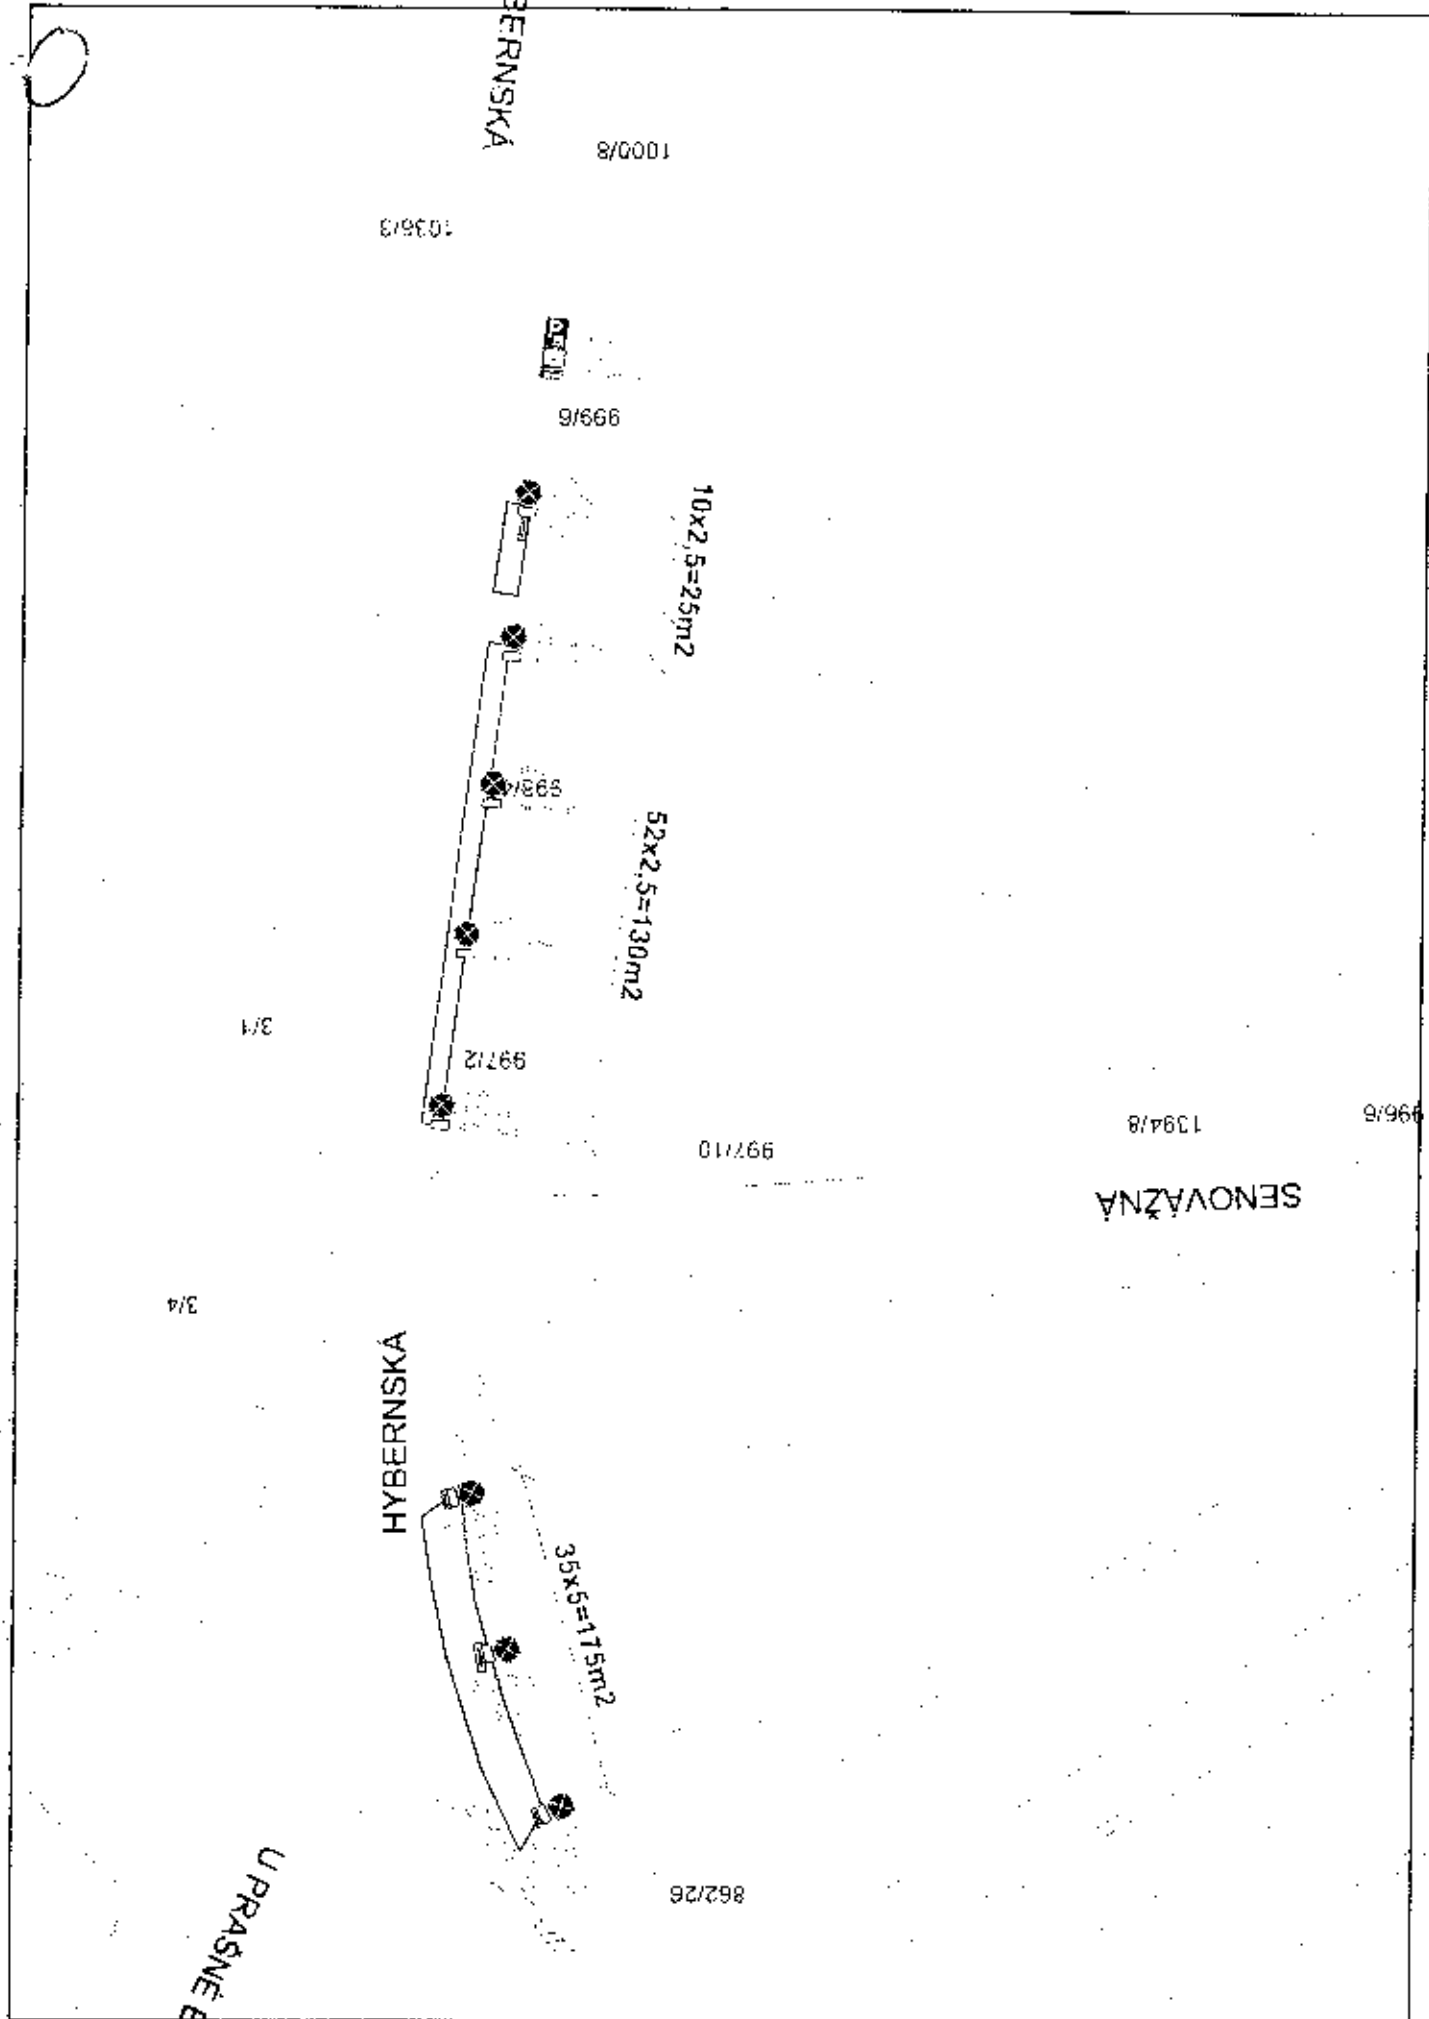 BERNSKÁ
1000/8
1036/3
999/6
10x2,5=25m2
998/4
52x2,5=130m2
3/1
997/2
997/10
1394/8
996/6
SENOVÁŽNÁ
3/4
HYBERNSKÁ
35x5=175m2
862/26
U PRAŠNÉ B